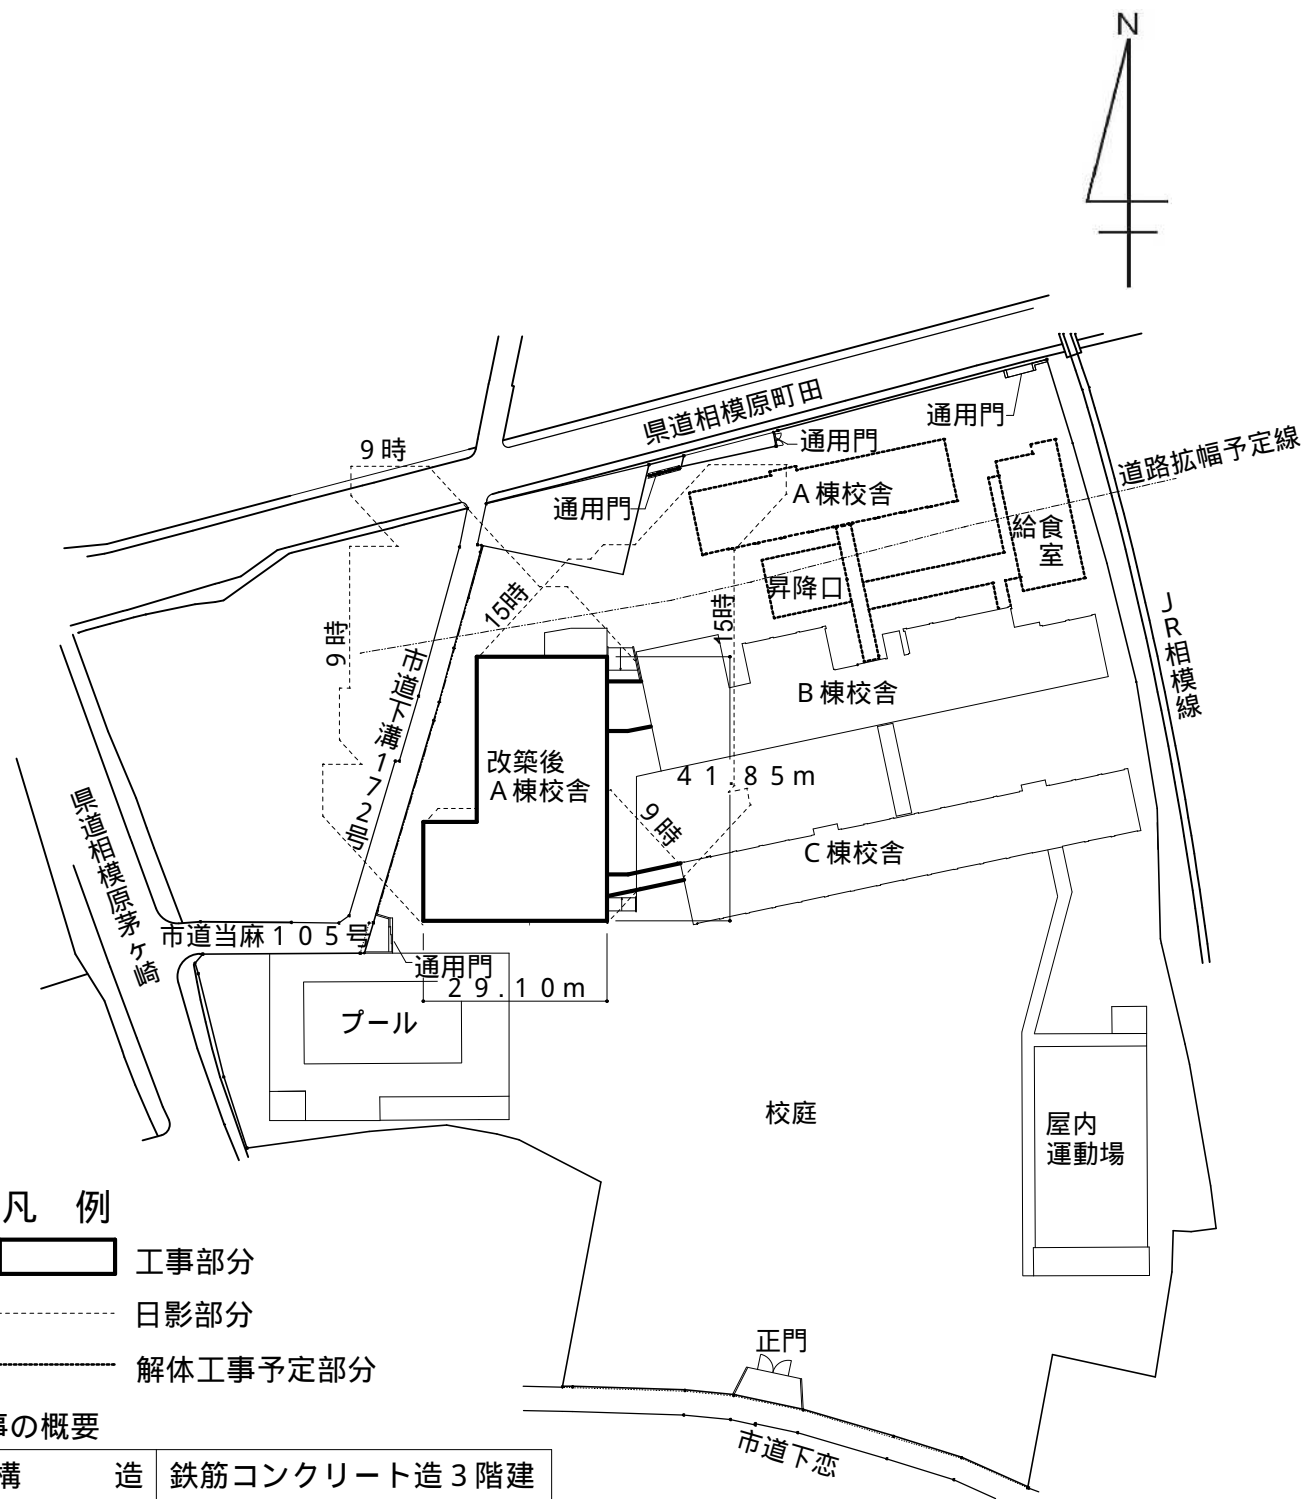 N
県道相模原町田
9時
通用門
通用門
通用門
道路拡幅予定線
A棟校舎
給食
室
昇降口
15時
15時
9時
市道下溝172号
JR相模線
B棟校舎
改築後
A棟校舎
41.85m
9時
C棟校舎
県道相模原茅ヶ崎
市道当麻105号
通用門
29.10m
プール
校庭
屋内
運動場
凡 例
工事部分
日影部分
解体工事予定部分
正門
市道下恋
事の概要
構 造 鉄筋コンクリート造3階建